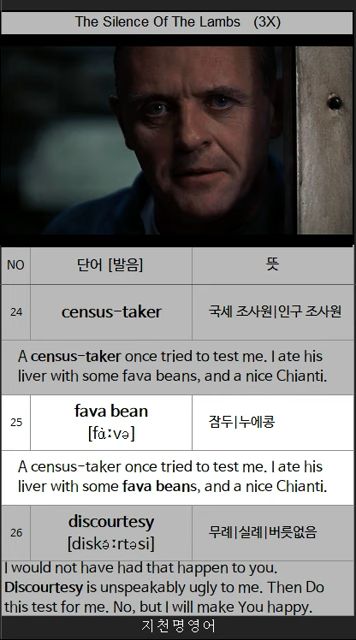 The Silence Of The Lambs (3X)
NO 단어 [발음] 뜻
24 census-taker 국세 조사원|인구 조사원
A census-taker once tried to test me. I ate his
liver with some fava beans, and a nice Chianti.
25 fava bean [fɑ́ːvə] 잠두|누에콩
A census-taker once tried to test me. I ate his
liver with some fava beans, and a nice Chianti.
26 discourtesy [diskə́ːrtəsi] 무례|실례|버릇없음
I would not have had that happen to you.
Discourtesy is unspeakably ugly to me. Then Do
this test for me. No, but I will make You happy.
지천명영어